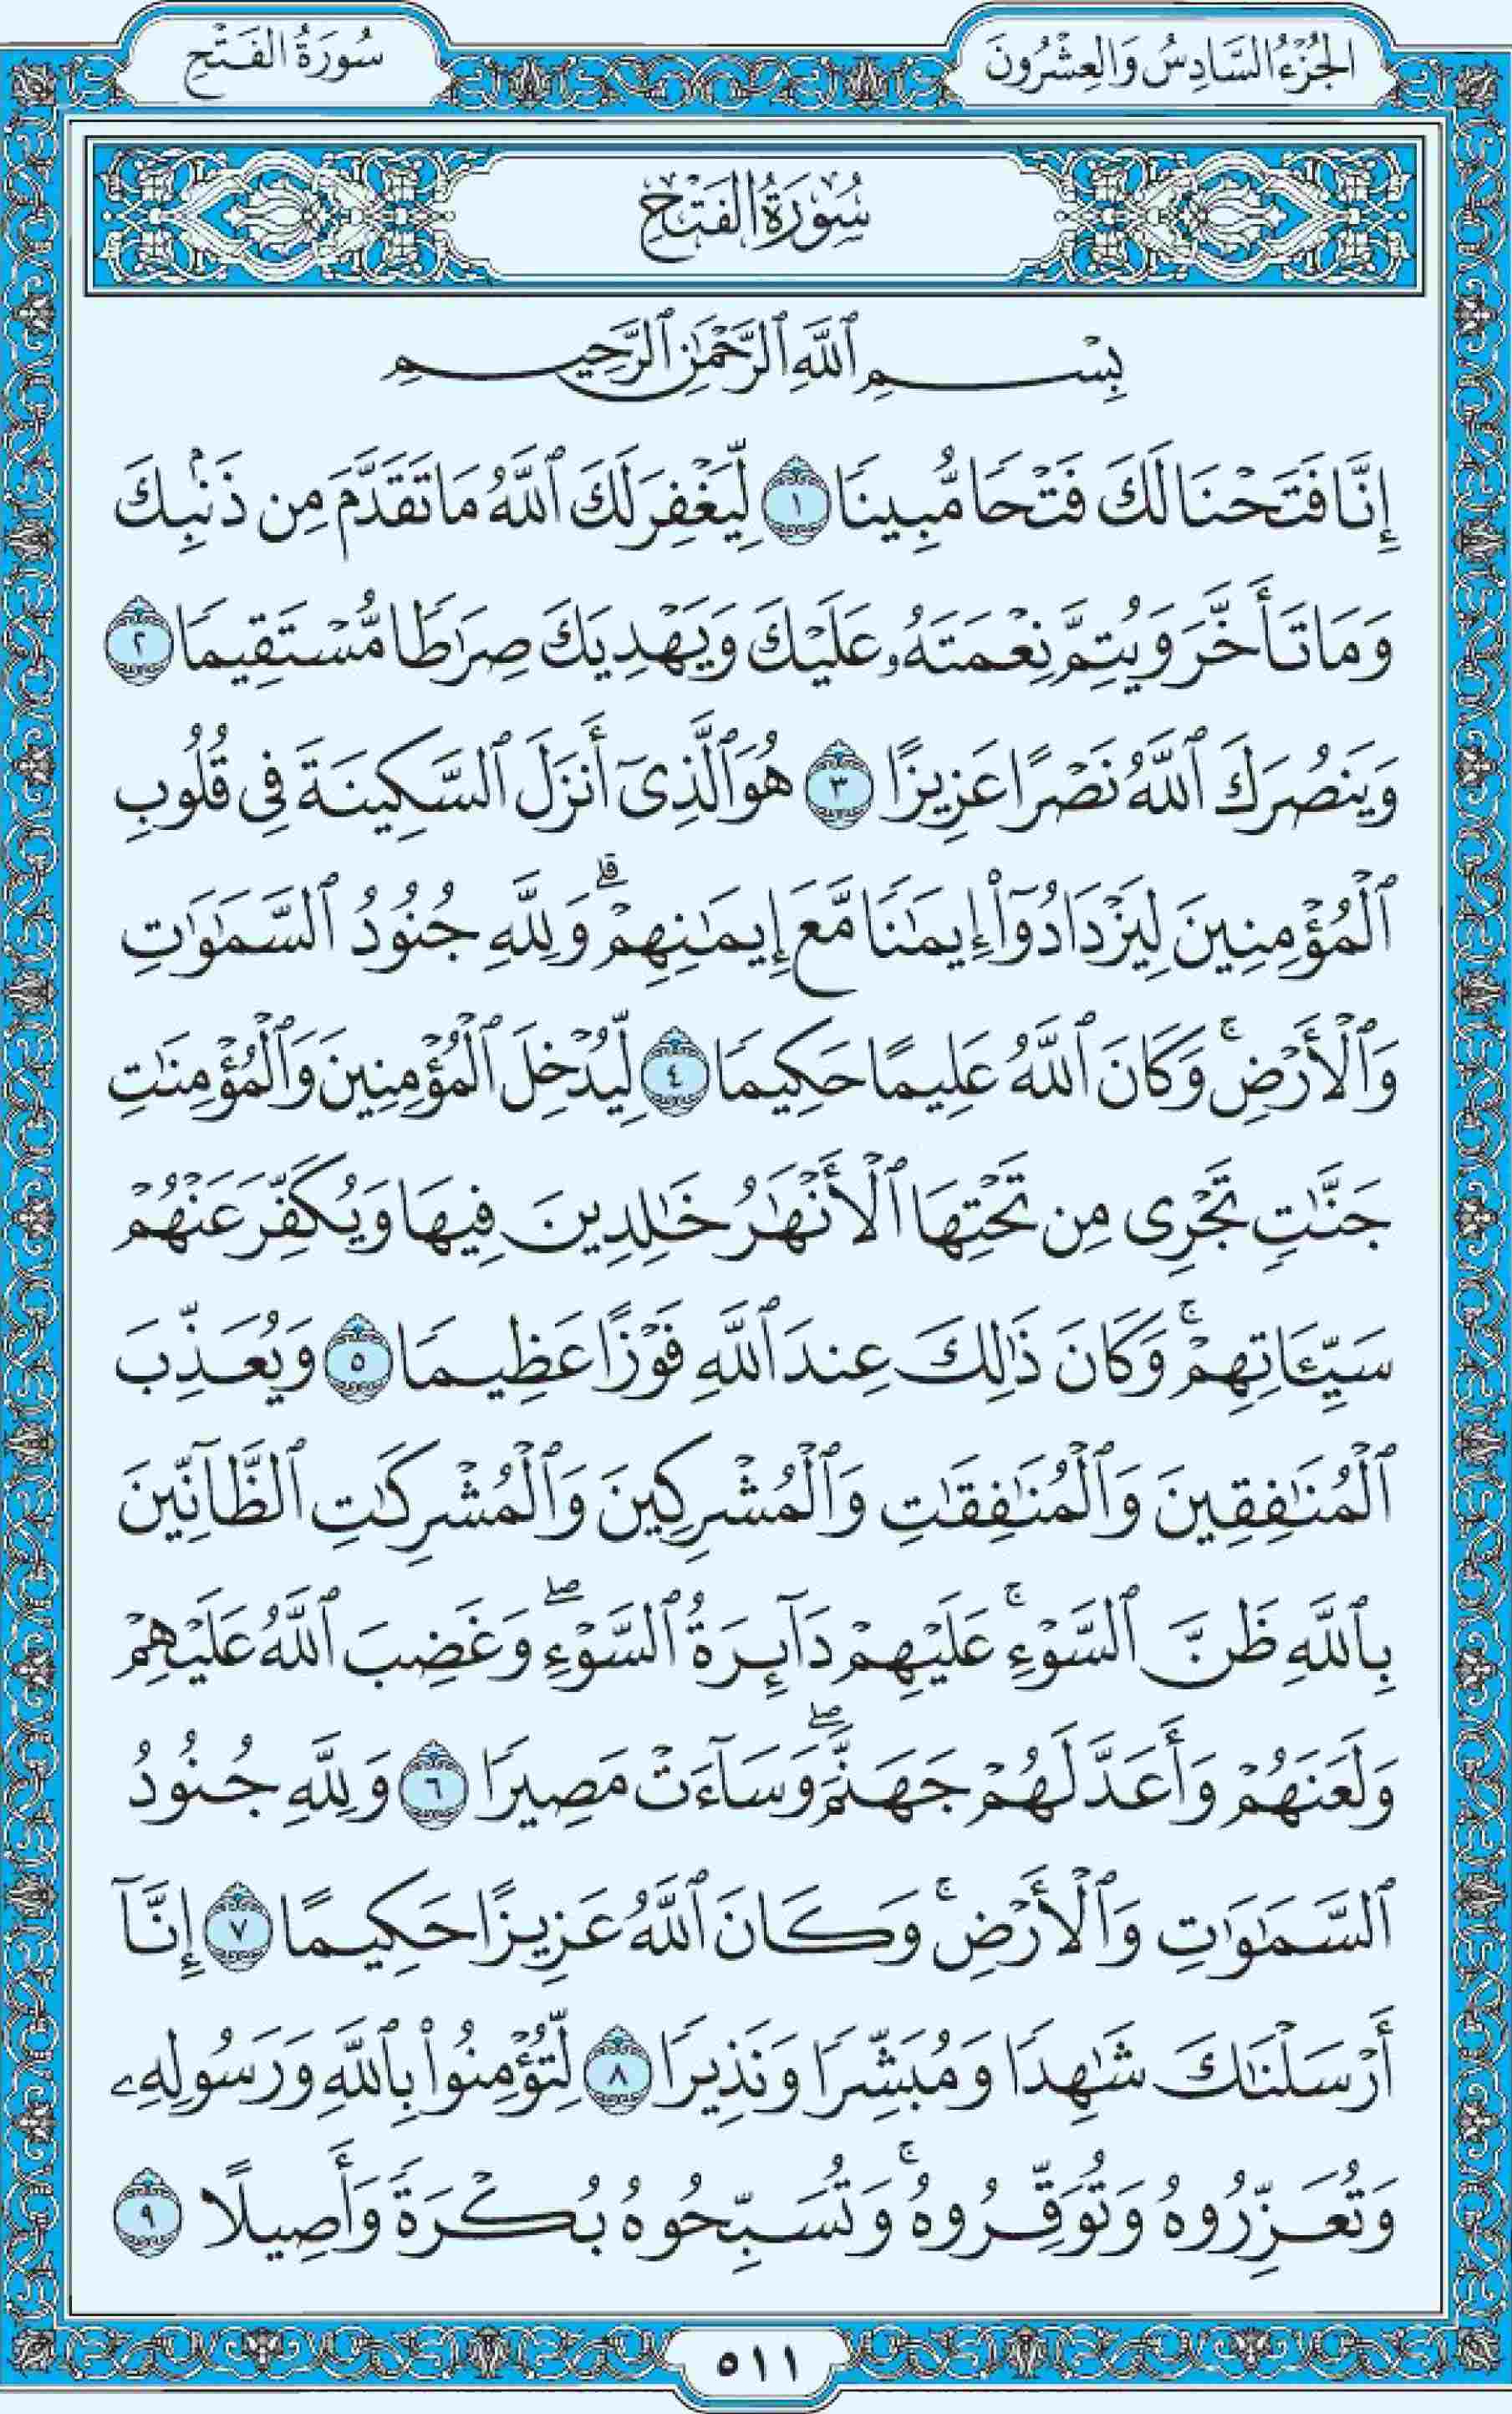 الجُزْءُ السَّادِسُ وَالعِشْرُونَ
سُورَةُ الفَتْحِ
سُورَةُ الفَتْحِ
بِسْمِ ٱللَّهِ ٱلرَّحْمَٰنِ ٱلرَّحِيمِ
إِنَّا فَتَحْنَا لَكَ فَتْحًا مُّبِينًا ١ لِّيَغْفِرَ لَكَ ٱللَّهُ مَا تَقَدَّمَ مِن ذَنۢبِكَ
وَمَا تَأَخَّرَ وَيُتِمَّ نِعْمَتَهُۥ عَلَيْكَ وَيَهْدِيَكَ صِرَٰطًا مُّسْتَقِيمًا ٢
وَيَنصُرَكَ ٱللَّهُ نَصْرًا عَزِيزًا ٣ هُوَ ٱلَّذِىٓ أَنزَلَ ٱلسَّكِينَةَ فِى قُلُوبِ
ٱلْمُؤْمِنِينَ لِيَزْدَادُوٓا۟ إِيمَٰنًا مَّعَ إِيمَٰنِهِمْ ۗ وَلِلَّهِ جُنُودُ ٱلسَّمَٰوَٰتِ
وَٱلْأَرْضِ ۚ وَكَانَ ٱللَّهُ عَلِيمًا حَكِيمًا ٤ لِّيُدْخِلَ ٱلْمُؤْمِنِينَ وَٱلْمُؤْمِنَٰتِ
جَنَّٰتٍ تَجْرِى مِن تَحْتِهَا ٱلْأَنْهَٰرُ خَٰلِدِينَ فِيهَا وَيُكَفِّرَ عَنْهُمْ
سَيِّـَٔاتِهِمْ ۚ وَكَانَ ذَٰلِكَ عِندَ ٱللَّهِ فَوْزًا عَظِيمًا ٥ وَيُعَذِّبَ
ٱلْمُنَٰفِقِينَ وَٱلْمُنَٰفِقَٰتِ وَٱلْمُشْرِكِينَ وَٱلْمُشْرِكَٰتِ ٱلظَّآنِّينَ
بِٱللَّهِ ظَنَّ ٱلسَّوْءِ ۚ عَلَيْهِمْ دَآئِرَةُ ٱلسَّوْءِ ۖ وَغَضِبَ ٱللَّهُ عَلَيْهِمْ
وَلَعَنَهُمْ وَأَعَدَّ لَهُمْ جَهَنَّمَ ۖ وَسَآءَتْ مَصِيرًا ٦ وَلِلَّهِ جُنُودُ
ٱلسَّمَٰوَٰتِ وَٱلْأَرْضِ ۚ وَكَانَ ٱللَّهُ عَزِيزًا حَكِيمًا ٧ إِنَّآ
أَرْسَلْنَٰكَ شَٰهِدًا وَمُبَشِّرًا وَنَذِيرًا ٨ لِّتُؤْمِنُوا۟ بِٱللَّهِ وَرَسُولِهِۦ
وَتُعَزِّرُوهُ وَتُوَقِّرُوهُ ۚ وَتُسَبِّحُوهُ بُكْرَةً وَأَصِيلًا ٩
٥١١